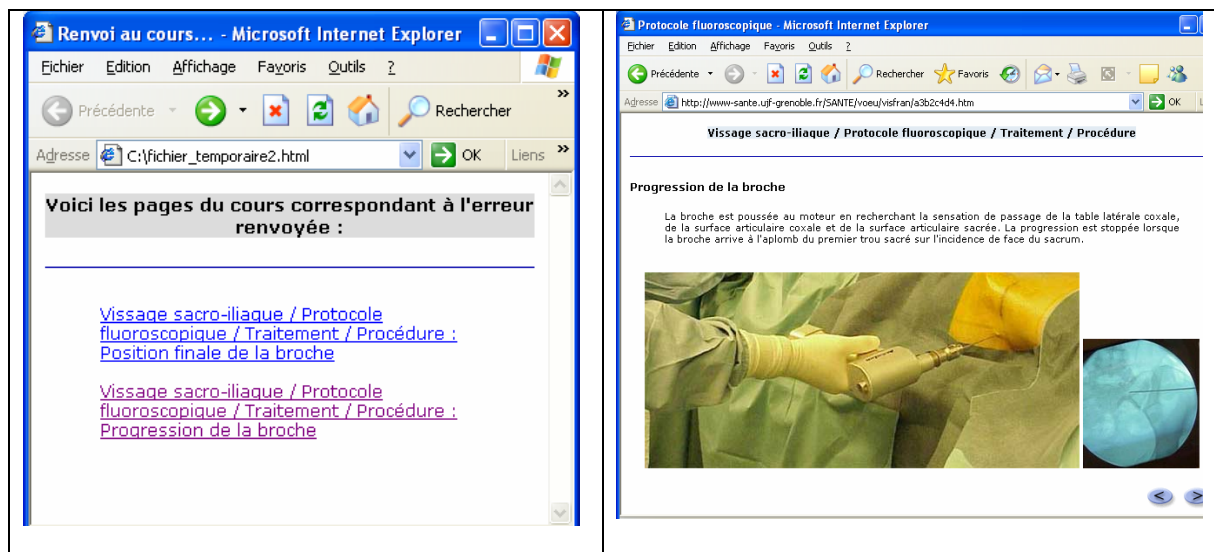 Renvoi au cours... - Microsoft Internet Explorer
Fichier Edition Affichage Favoris Outils ?
Précédente Rechercher »
Adresse C:\fichier_temporaire2.html OK Liens »
Voici les pages du cours correspondant à l'erreur
renvoyée :
Vissage sacro-iliaque / Protocole
fluoroscopique / Traitement / Procédure :
Position finale de la broche
Vissage sacro-iliaque / Protocole
fluoroscopique / Traitement / Procédure :
Progression de la broche
Protocole fluoroscopique - Microsoft Internet Explorer
Fichier Edition Affichage Favoris Outils ?
Précédente Rechercher Favoris
Adresse http://www-sante.ujf-grenoble.fr/SANTE/voeu/visfran/a3b2c4d4.htm OK L
Vissage sacro-iliaque / Protocole fluoroscopique / Traitement / Procédure
Progression de la broche
La broche est poussée au moteur en recherchant la sensation de passage de la table latérale coxale,
de la surface articulaire coxale et de la surface articulaire sacrée. La progression est stoppée lorsque
la broche arrive à l'aplomb du premier trou sacré sur l'incidence de face du sacrum.
< >